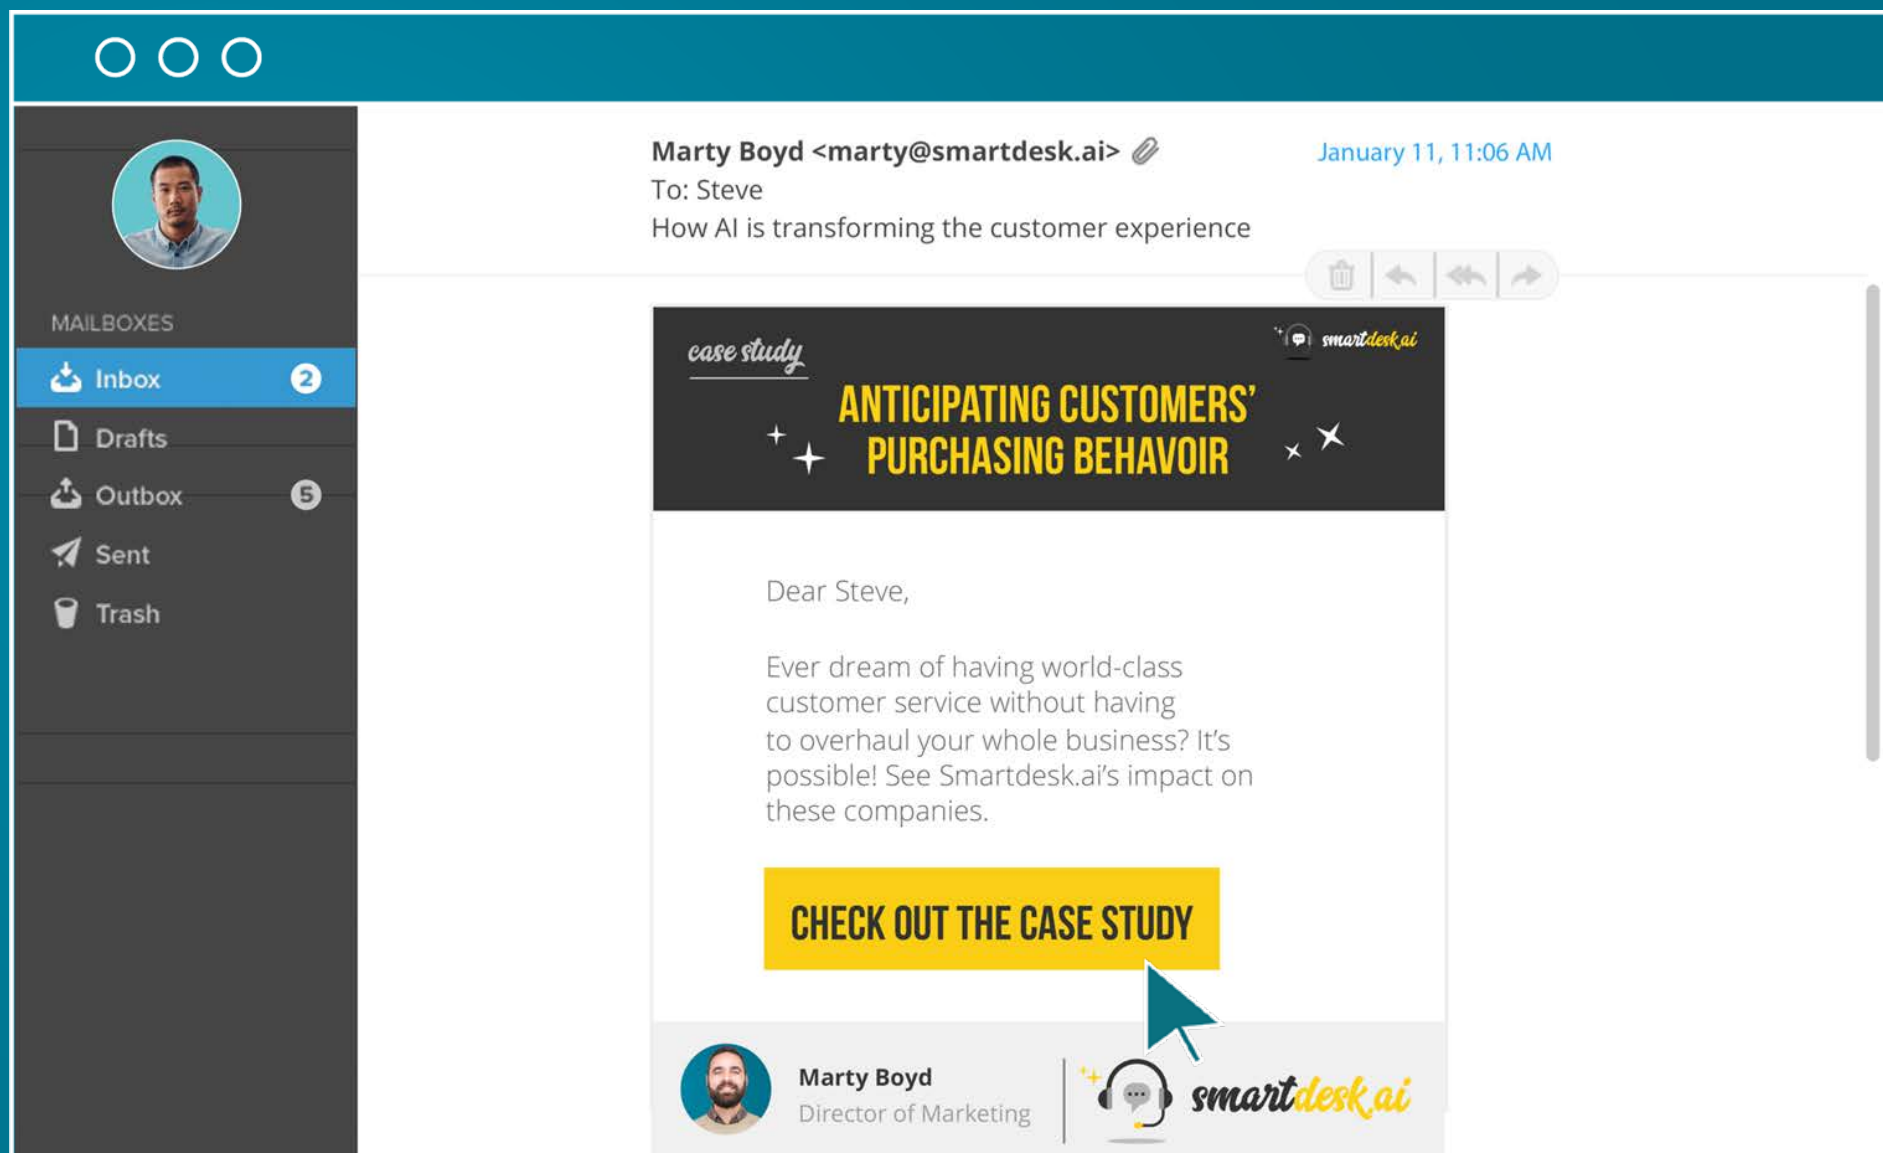 Marty Boyd <marty@smartdesk.ai>
January 11, 11:06 AM
To: Steve
How AI is transforming the customer experience
MAILBOXES
Inbox 2
Drafts
Outbox 5
Sent
Trash
case study
smartdesk.ai
ANTICIPATING CUSTOMERS’
PURCHASING BEHAVOIR
Dear Steve,
Ever dream of having world-class
customer service without having
to overhaul your whole business? It’s
possible! See Smartdesk.ai’s impact on
these companies.
CHECK OUT THE CASE STUDY
Marty Boyd
Director of Marketing
smartdesk.ai